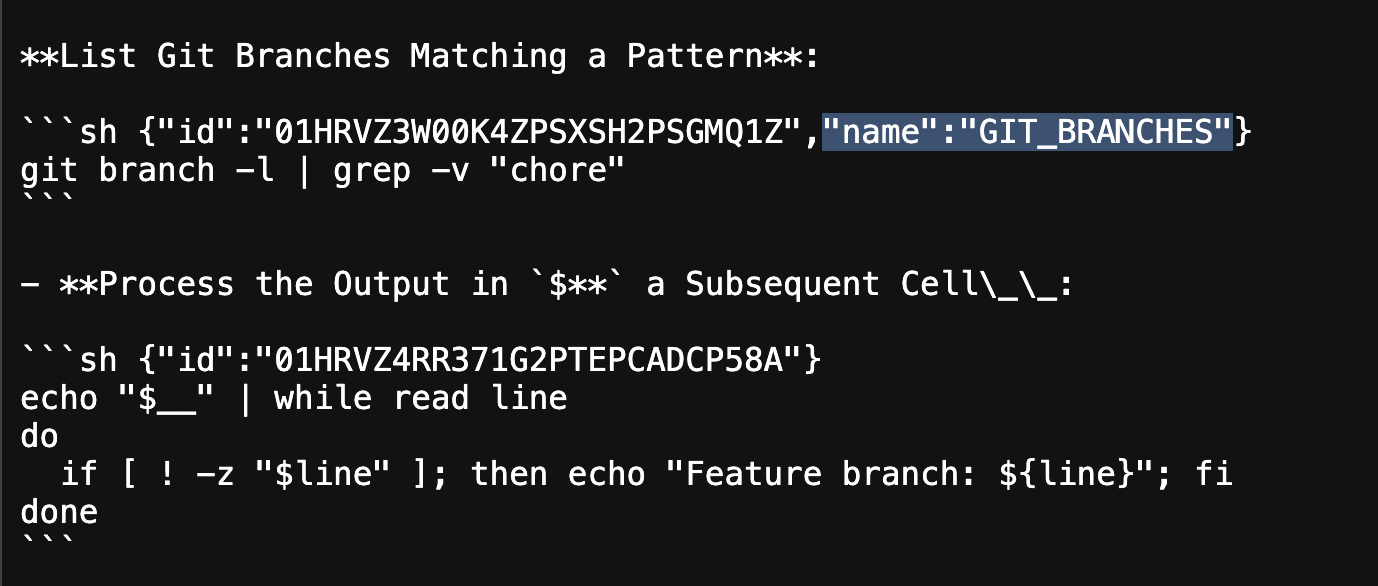 **List Git Branches Matching a Pattern**:
```sh {"id":"01HRVZ3W00K4ZPSXSH2PSGMQ1Z","name":"GIT_BRANCHES"}
git branch -l | grep -v "chore"
```
- **Process the Output in `$**` a Subsequent Cell\_\_:
```sh {"id":"01HRVZ4RR371G2PTEPCADCP58A"}
echo "$__" | while read line
do
  if [ ! -z "$line" ]; then echo "Feature branch: ${line}"; fi
done
```